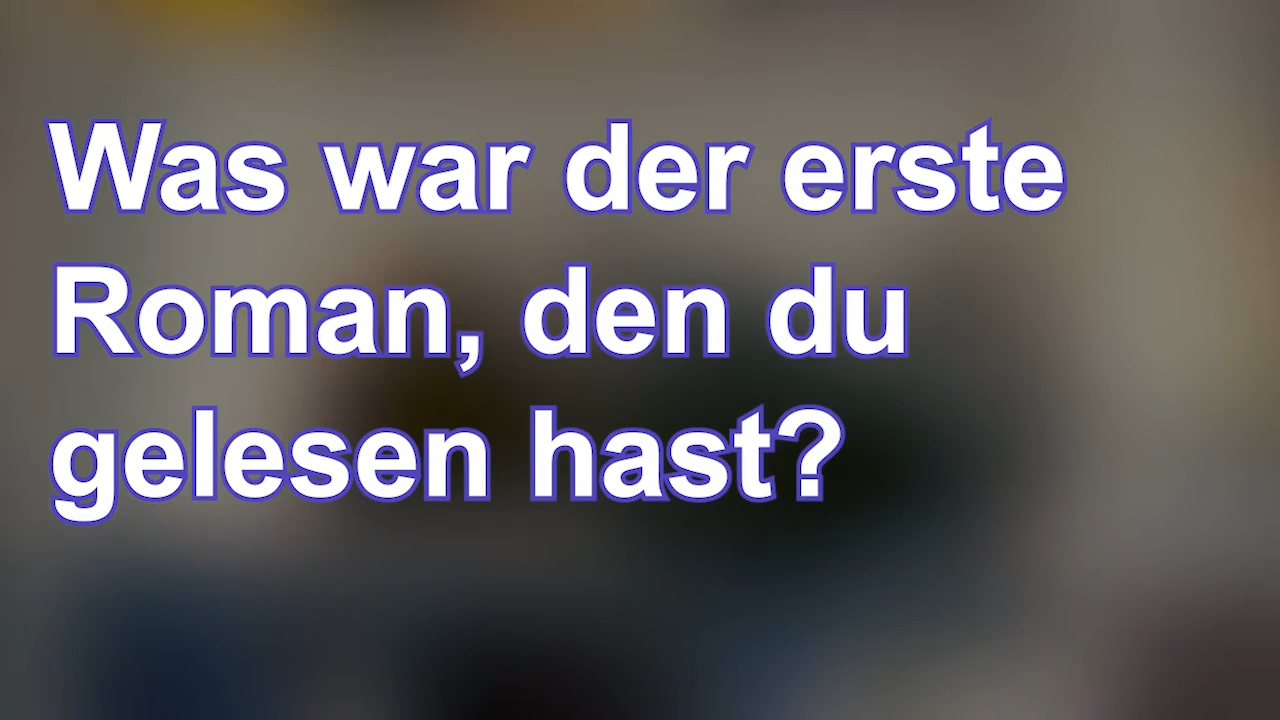 Was war der erste
Roman, den du
gelesen hast?